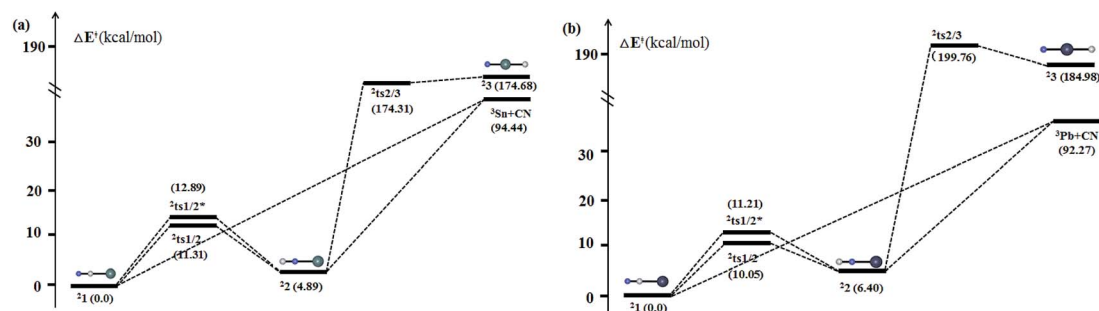 (a)
ΔE‡(kcal/mol)
190
30
20
10
0
²1 (0.0)
(12.89)
²ts1/2*
²ts1/2
(11.31)
²2 (4.89)
²ts2/3
(174.31)
²3 (174.68)
³Sn+CN
(94.44)
(b)
ΔE‡(kcal/mol)
190
30
20
10
0
²1 (0.0)
(11.21)
²ts1/2*
²ts1/2
(10.05)
²2 (6.40)
²ts2/3
(199.76)
²3 (184.98)
³Pb+CN
(92.27)